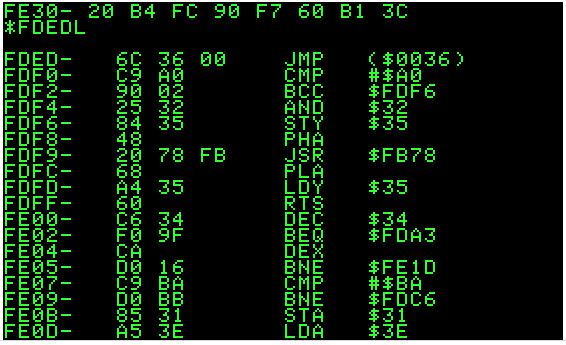 FE30- 20 B4 FC 90 F7 60 B1 3C
*FDEDL
FDED- 6C 36 00 JMP ($0036)
FDF0- C9 A0 CMP #$A0
FDF2- 90 02 BCC $FDF6
FDF4- 25 32 AND $32
FDF6- 84 35 STY $35
FDF8- 48 PHA
FDF9- 20 78 FB JSR $FB78
FDFC- 68 PLA
FDFD- A4 35 LDY $35
FDFF- 60 RTS
FE00- C6 34 DEC $34
FE02- F0 9F BEQ $FDA3
FE04- CA DEX
FE05- D0 16 BNE $FE1D
FE07- C9 BA CMP #$BA
FE09- D0 BB BNE $FDC6
FE0B- 85 31 STA $31
FE0D- A5 3E LDA $3E